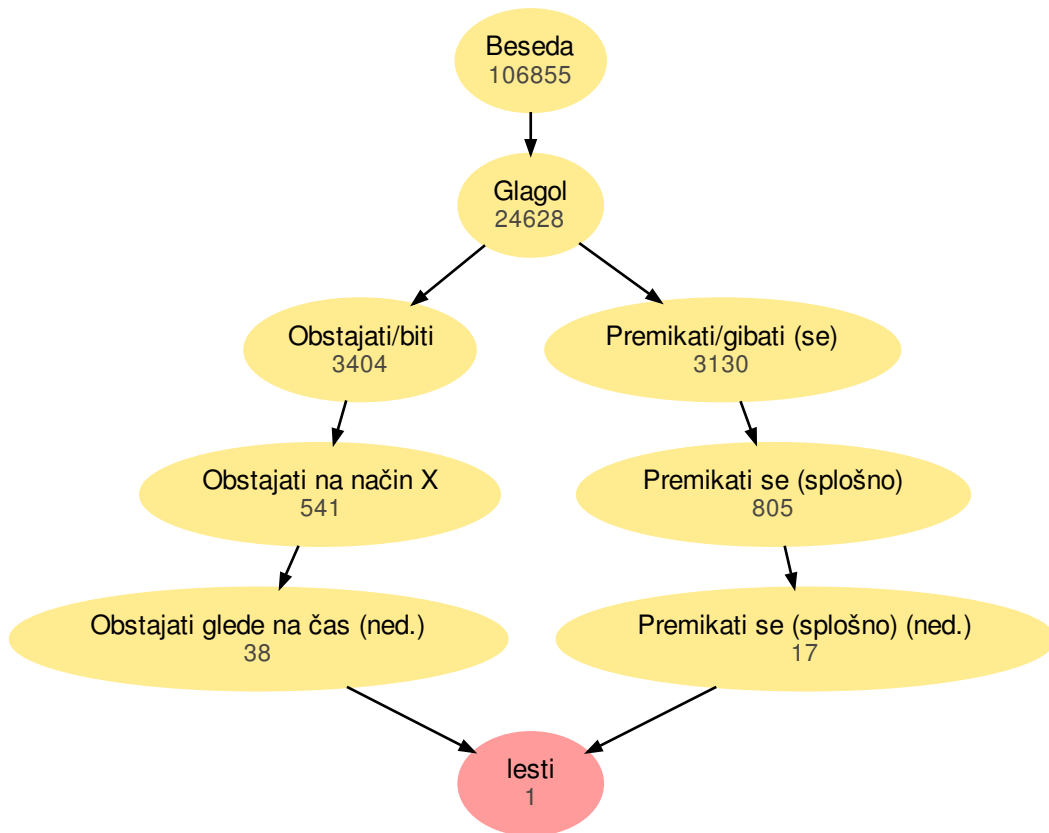 Beseda
106855
Glagol
24628
Obstajati/biti
3404
Premikati/gibati (se)
3130
Obstajati na način X
541
Premikati se (splošno)
805
Obstajati glede na čas (ned.)
38
Premikati se (splošno) (ned.)
17
lesti
1